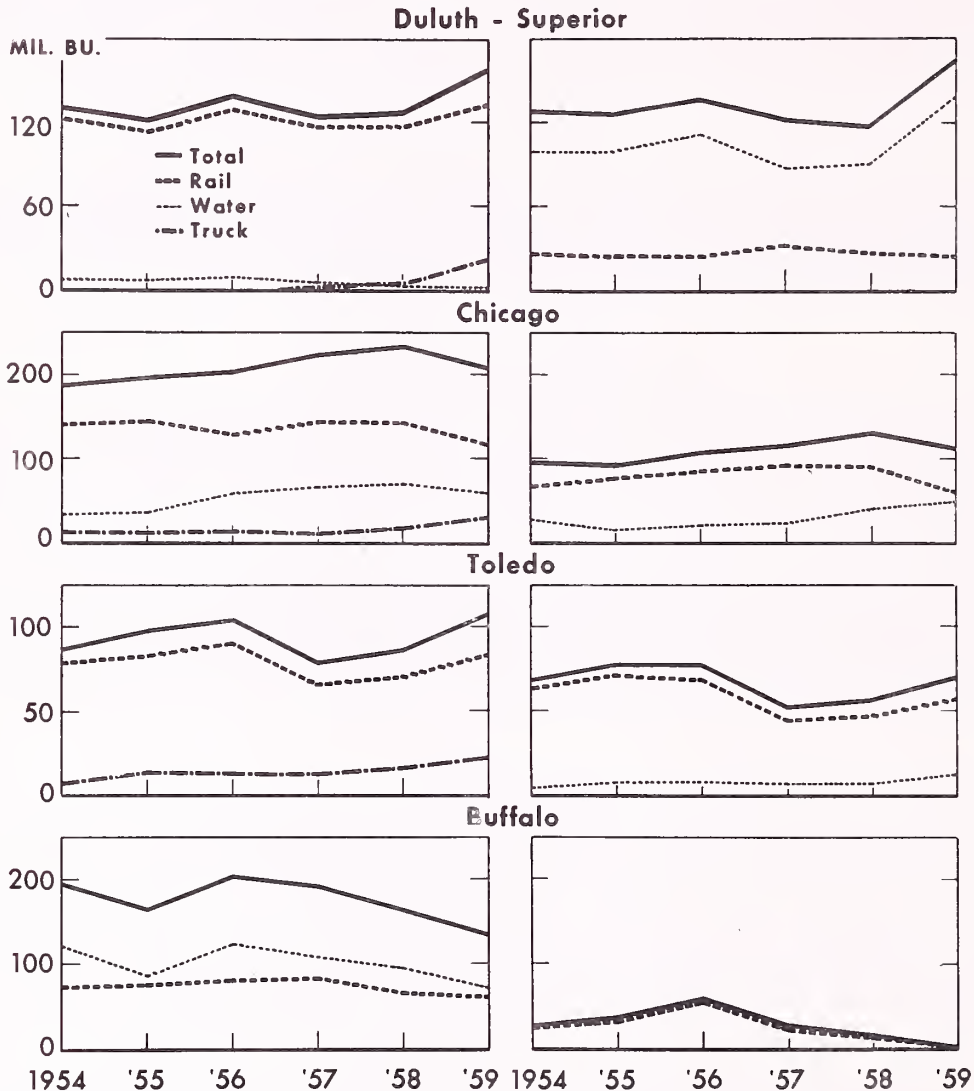 Duluth - Superior
MIL. BU.
120
60
0
Total
Rail
Water
Truck
Chicago
200
100
0
Toledo
100
50
0
Buffalo
200
100
0
1954 '55 '56 '57 '58 '59 1954 '55 '56 '57 '58 '59